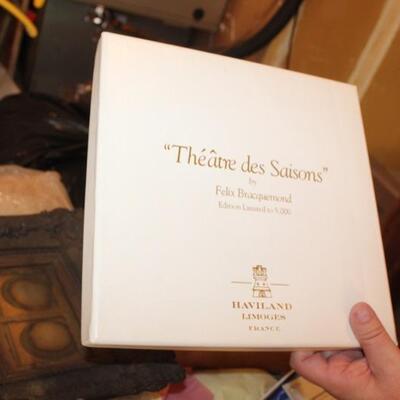 "Théâtre des Saisons"
by
Felix Bracquemond
Edition Limited to 5,000
HAVILAND
LIMOGES
FRANCE